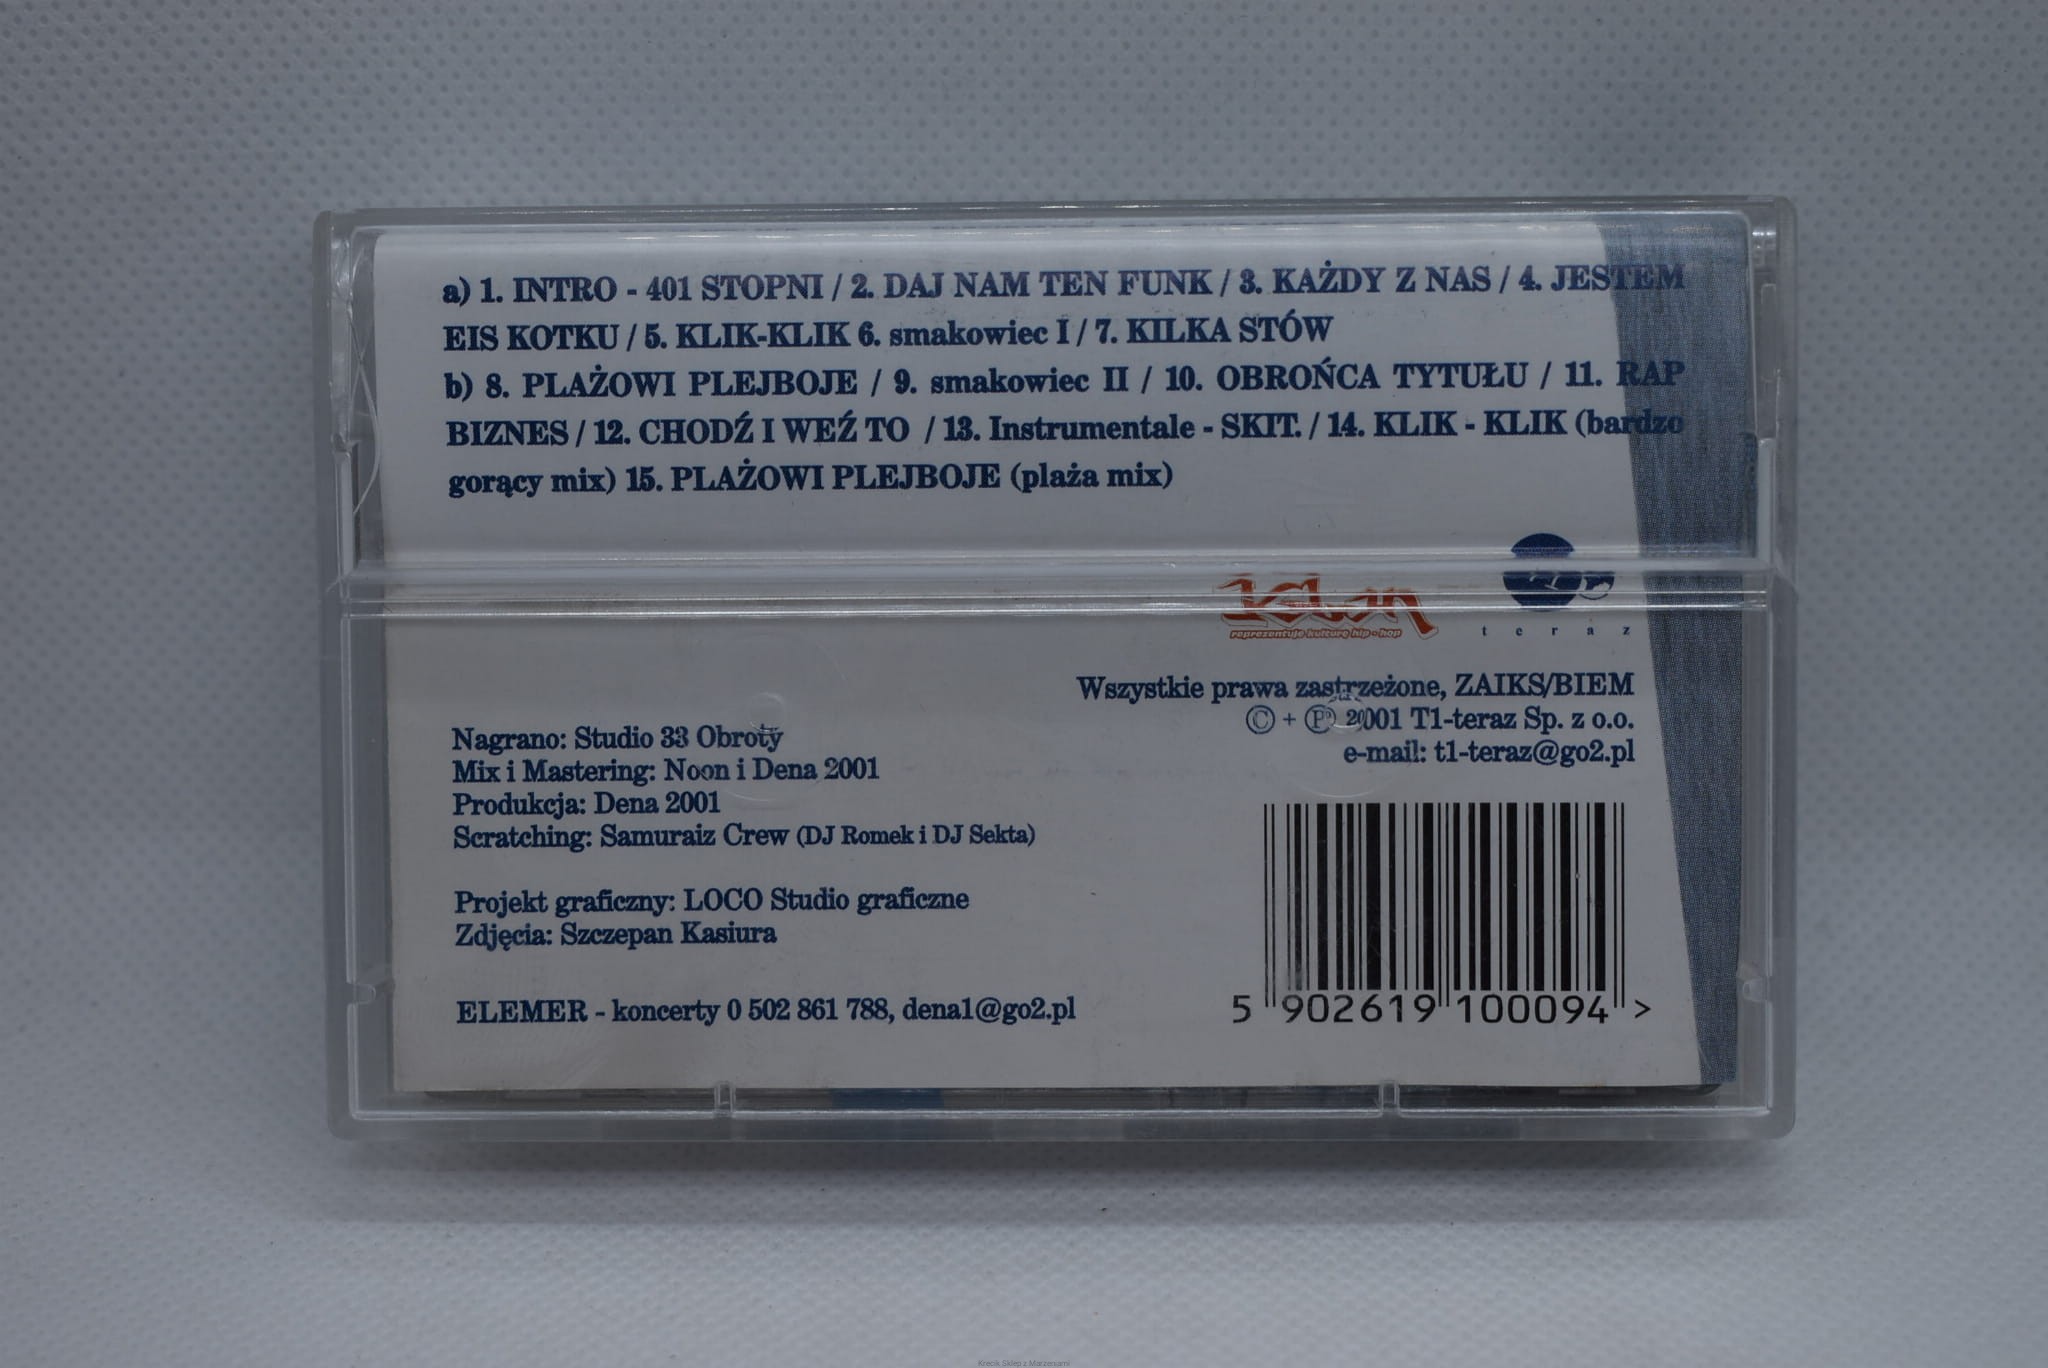 a) 1. INTRO - 401 STOPNI / 2. DAJ NAM TEN FUNK / 3. KAŻDY Z NAS / 4. JESTEM
EIS KOTKU / 5. KLIK-KLIK 6. smakowiec I / 7. KILKA STÓW
b) 8. PLAŻOWI PLEJBOJE / 9. smakowiec II / 10. OBROŃCA TYTUŁU / 11. RAP
BIZNES / 12. CHODŹ I WEŹ TO / 13. Instrumentale - SKIT. / 14. KLIK - KLIK (bardzo
gorący mix) 15. PLAŻOWI PLEJBOJE (plaża mix)
Klan
reprezentuje kulturę hip-hop
teraz
Wszystkie prawa zastrzeżone, ZAIKS/BIEM
© + ℗ 2001 T1-teraz Sp. z o.o.
e-mail: t1-teraz@go2.pl
Nagrano: Studio 33 Obroty
Mix i Mastering: Noon i Dena 2001
Produkcja: Dena 2001
Scratching: Samuraiz Crew (DJ Romek i DJ Sekta)
Projekt graficzny: LOCO Studio graficzne
Zdjęcia: Szczepan Kasiura
ELEMER - koncerty 0 502 861 788, dena1@go2.pl
5 902619 100094 >
Krecik Sklep z Marzeniami